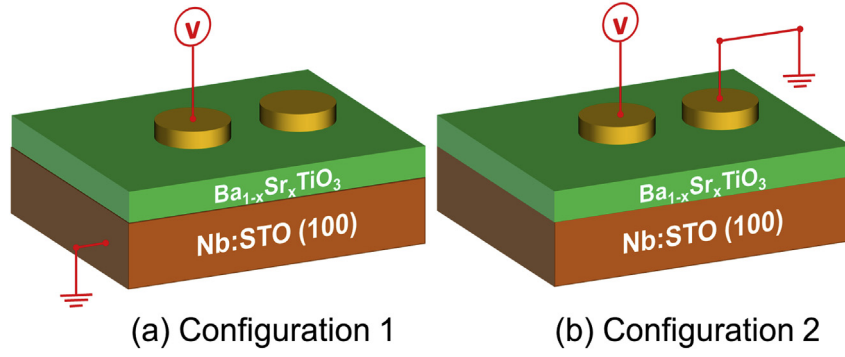 V
V
Ba₁₋ₓSrₓTiO₃
Ba₁₋ₓSrₓTiO₃
Nb:STO (100)
Nb:STO (100)
(a) Configuration 1
(b) Configuration 2